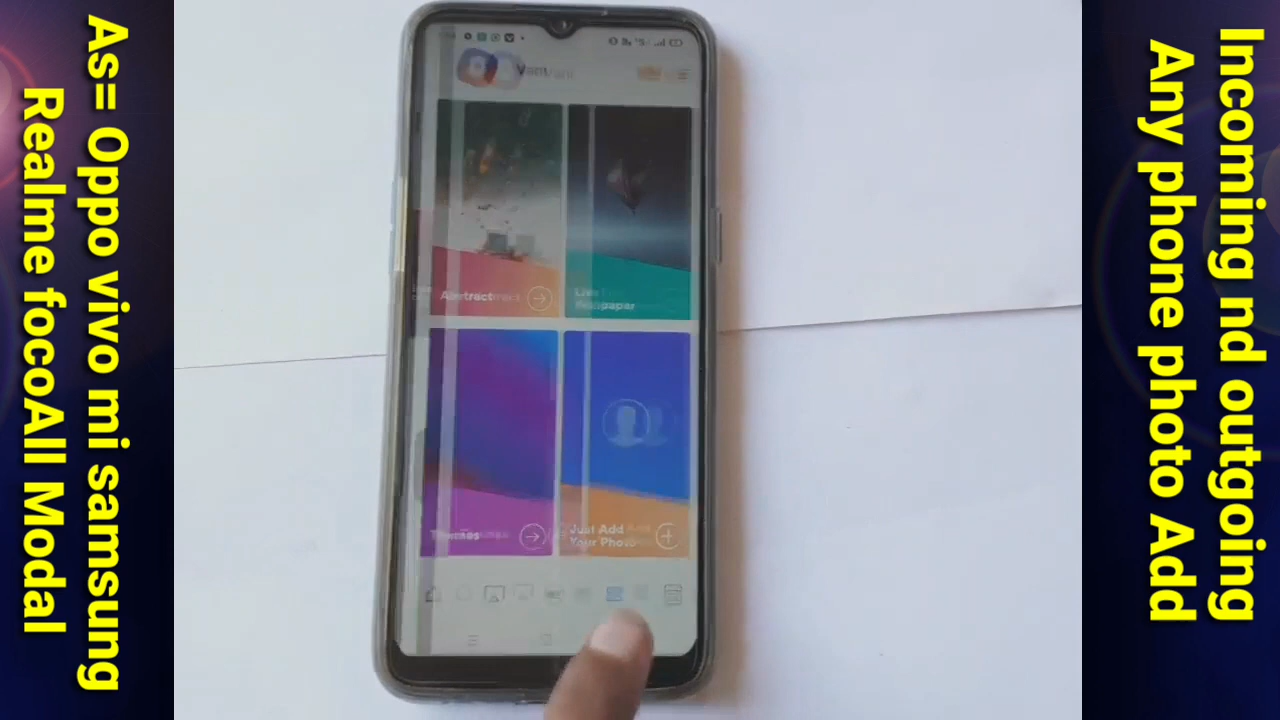 As= Oppo vivo mi samsung
Realme focoAll Modal
Incoming nd outgoing
Any phone photo Add
Abstract
Live
Wallpaper
Themes
Just Add
Your Photo